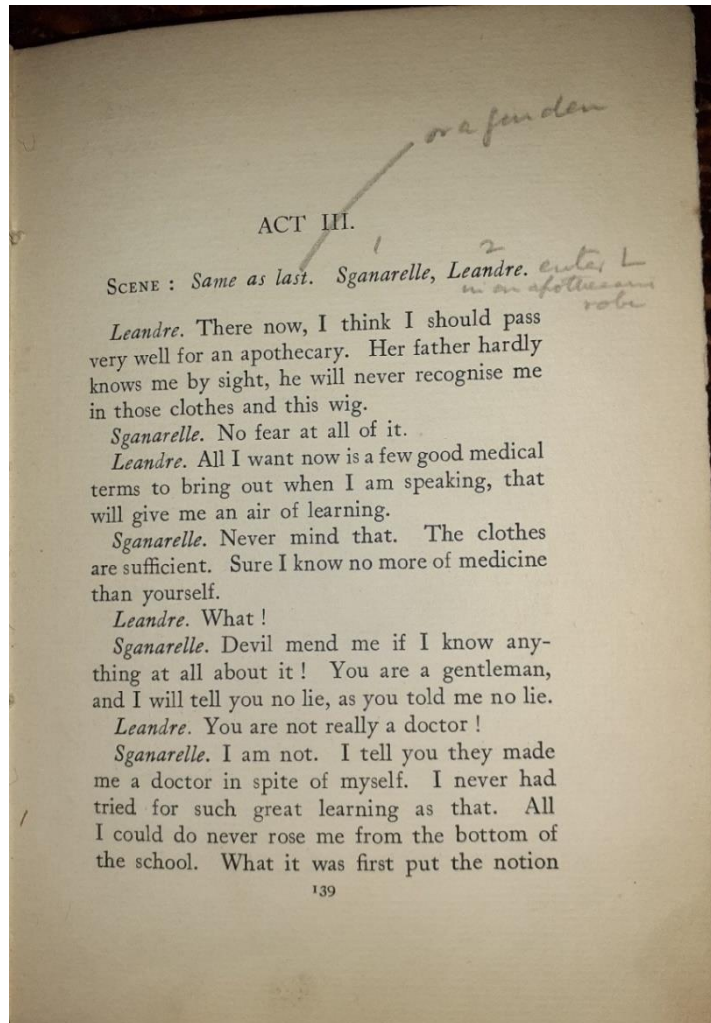 or a garden
ACT III.
1 2
SCENE : Same as last. Sganarelle, Leandre. enter L
in an apothecary
robe
Leandre. There now, I think I should pass
very well for an apothecary. Her father hardly
knows me by sight, he will never recognise me
in those clothes and this wig.
Sganarelle. No fear at all of it.
Leandre. All I want now is a few good medical
terms to bring out when I am speaking, that
will give me an air of learning.
Sganarelle. Never mind that. The clothes
are sufficient. Sure I know no more of medicine
than yourself.
Leandre. What !
Sganarelle. Devil mend me if I know any-
thing at all about it ! You are a gentleman,
and I will tell you no lie, as you told me no lie.
Leandre. You are not really a doctor !
Sganarelle. I am not. I tell you they made
me a doctor in spite of myself. I never had
tried for such great learning as that. All
I could do never rose me from the bottom of
the school. What it was first put the notion
139